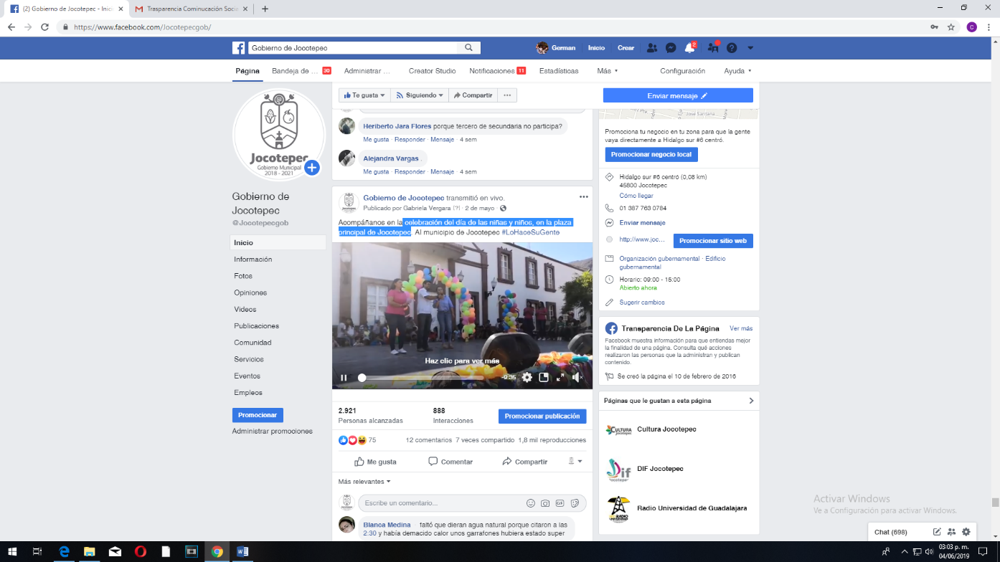 (2) Gobierno de Jocotepec - Inici
Trasparencia Cominucación Socia
https://www.facebook.com/Jocotepecgob/
C
Gobierno de Jocotepec
German
Inicio
Crear
2
Página
Bandeja de ... 30
Administrar ...
Creator Studio
Notificaciones 11
Estadísticas
Más
Configuración
Ayuda
Jocotepec
Gobierno Municipal
2018 - 2021
Gobierno de
Jocotepec
@Jocotepecgob
Inicio
Información
Fotos
Opiniones
Videos
Publicaciones
Comunidad
Servicios
Eventos
Empleos
Promocionar
Administrar promociones
Te gusta
Siguiendo
Compartir
Enviar mensaje
Heriberto Jara Flores porque tercero de secundaria no participa?
Me gusta · Responder · Mensaje · 4 sem
Alejandra Vargas .
Me gusta · Responder · Mensaje · 4 sem
Gobierno de Jocotepec transmitió en vivo.
Publicado por Gabriela Vergara [?] · 2 de mayo ·
Acompáñanos en la celebración del día de las niñas y niños, en la plaza
principal de Jocotepec. Al municipio de Jocotepec #LoHaceSuGente
Haz clic para ver más
-9:35
2.921
Personas alcanzadas
888
Interacciones
Promocionar publicación
75
12 comentarios 7 veces compartido 1,8 mil reproducciones
Me gusta
Comentar
Compartir
Más relevantes
Escribe un comentario...
GIF
Blanca Medina faltó que dieran agua natural porque citaron a las
2:30 y había demacido calor unos garrafones hubiera estado super
José Santana
Promociona tu negocio en tu zona para que la gente
vaya directamente a Hidalgo sur #6 centró.
Promocionar negocio local
Hidalgo sur #6 centró (0,08 km)
45800 Jocotepec
Cómo llegar
01 387 763 0784
Enviar mensaje
http://www.joc...
Promocionar sitio web
Organización gubernamental · Edificio
gubernamental
Horario: 09:00 - 15:00
Abierto ahora
Sugerir cambios
Transparencia De La Página
Ver más
Facebook muestra información para que entiendas mejor
la finalidad de una página. Consulta qué acciones
realizaron las personas que la administran y publican
contenido.
Se creó la página el 10 de febrero de 2016
Páginas que le gustan a esta página
CULTURA
Jocotepec
Cultura Jocotepec
Dif
DIF Jocotepec
RADIO
Radio Universidad de Guadalajara
Activar Windows
Ve a Configuración para activar Windows.
Chat (698)
03:03 p. m.
04/06/2019